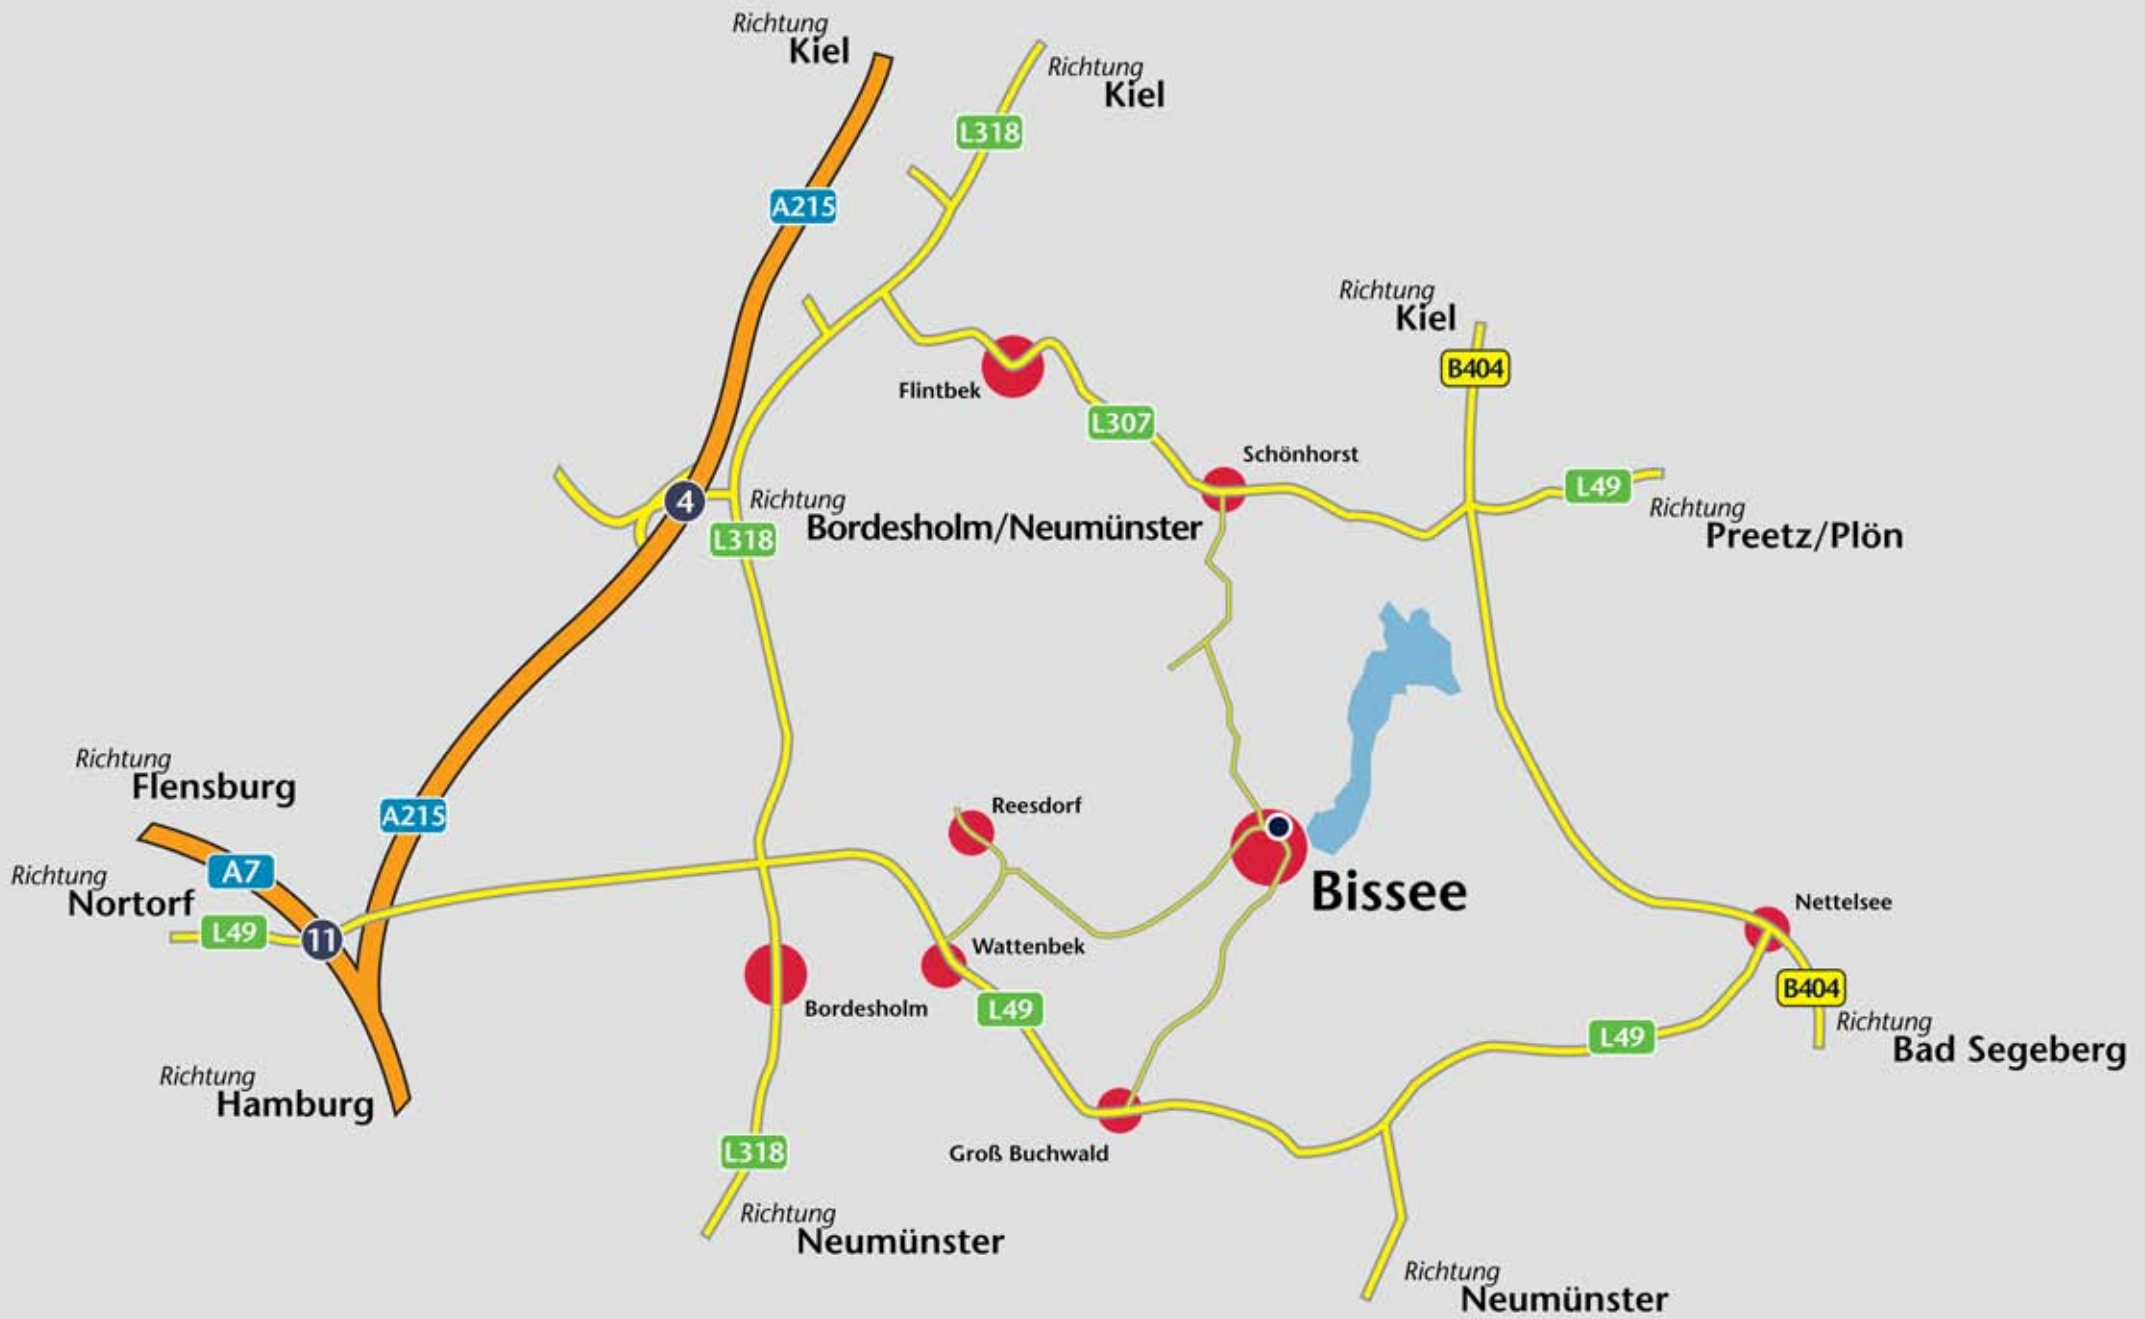 Richtung
Kiel
Richtung
Kiel
L318
A215
Richtung
Kiel
B404
Flintbek
L307
Schönhorst
L49
Richtung
Preetz/Plön
4
Richtung
Bordesholm/Neumünster
L318
Richtung
Flensburg
A215
Reesdorf
A7
Richtung
Nortorf
L49
11
Bissee
Nettelsee
Wattenbek
B404
Bordesholm
L49
Richtung
Bad Segeberg
L49
Richtung
Hamburg
Groß Buchwald
L318
Richtung
Neumünster
Richtung
Neumünster